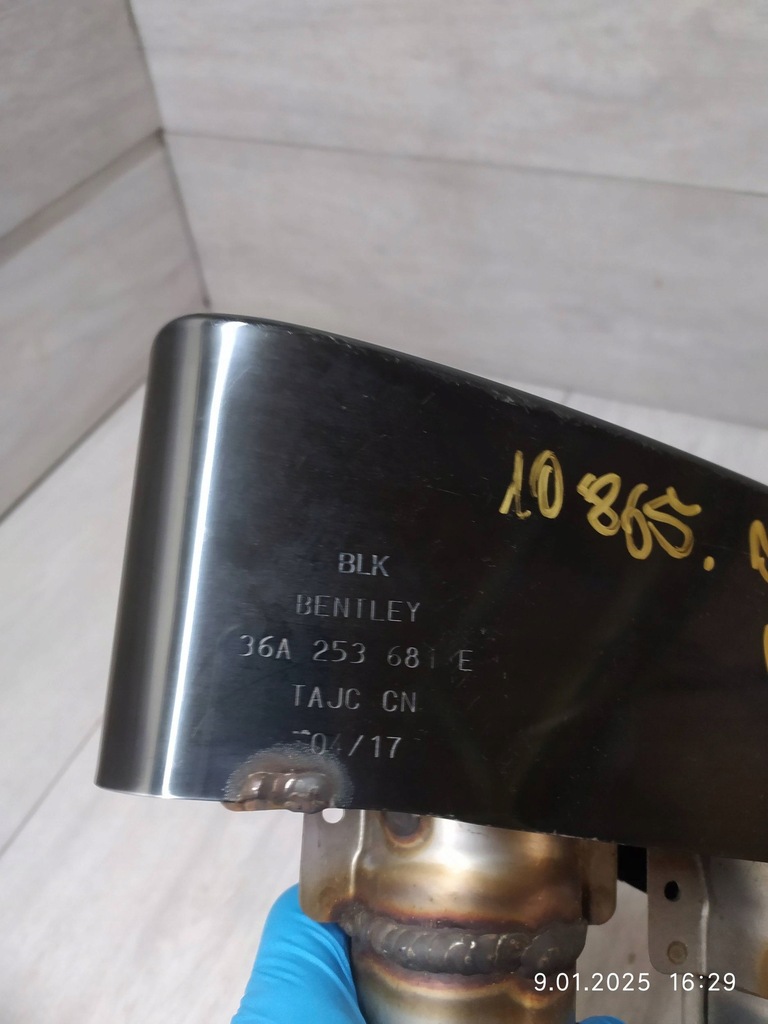 10 865.
BLK
BENTLEY
36A 253 681 E
TAJC CN
04/17
9.01.2025 16:29